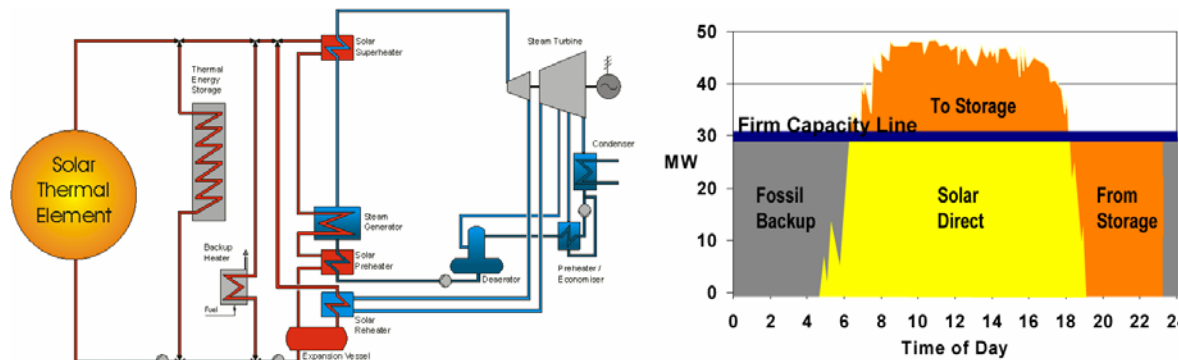 Solar
Superheater
Steam Turbine
Thermal
Energy
Storage
Solar
Thermal
Element
Condenser
Steam
Generator
Backup
Heater
Solar
Preheater
Deaerator
Preheater /
Economiser
Fuel
Solar
Reheater
Expansion Vessel
50
40
To Storage
Firm Capacity Line
30
MW
20
Fossil
Backup
Solar
Direct
From
Storage
10
0
0 2 4 6 8 10 12 14 16 18 20 22 24
Time of Day